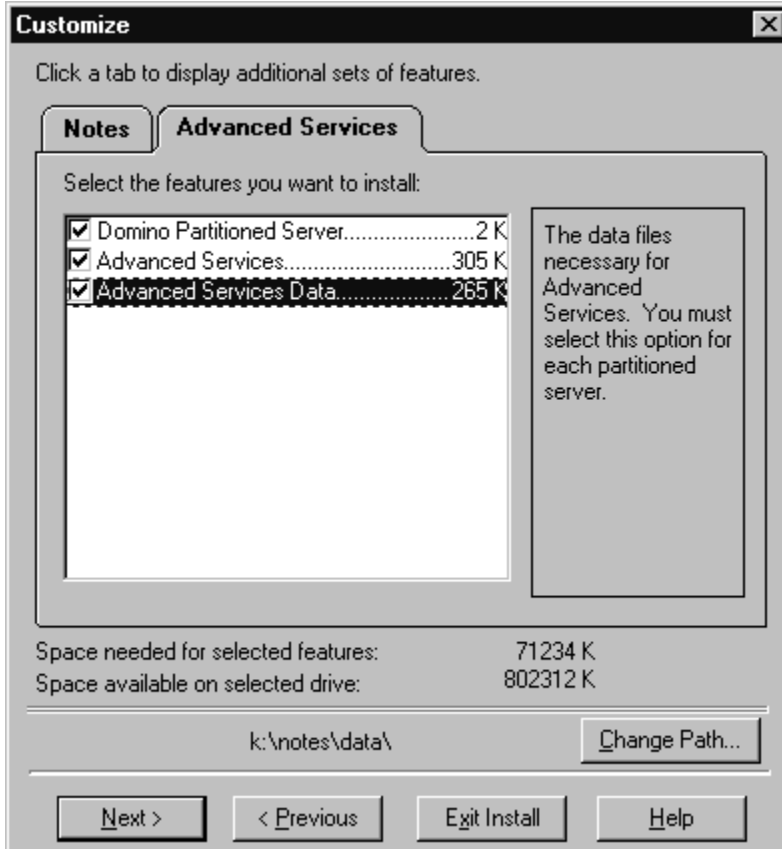 Customize
Click a tab to display additional sets of features.
Notes Advanced Services
Select the features you want to install:
Domino Partitioned Server......................2 K
Advanced Services............................305 K
Advanced Services Data...................265 K
The data files
necessary for
Advanced
Services. You must
select this option for
each partitioned
server.
Space needed for selected features: 71234 K
Space available on selected drive: 802312 K
k:\notes\data\ Change Path...
Next > < Previous Exit Install Help